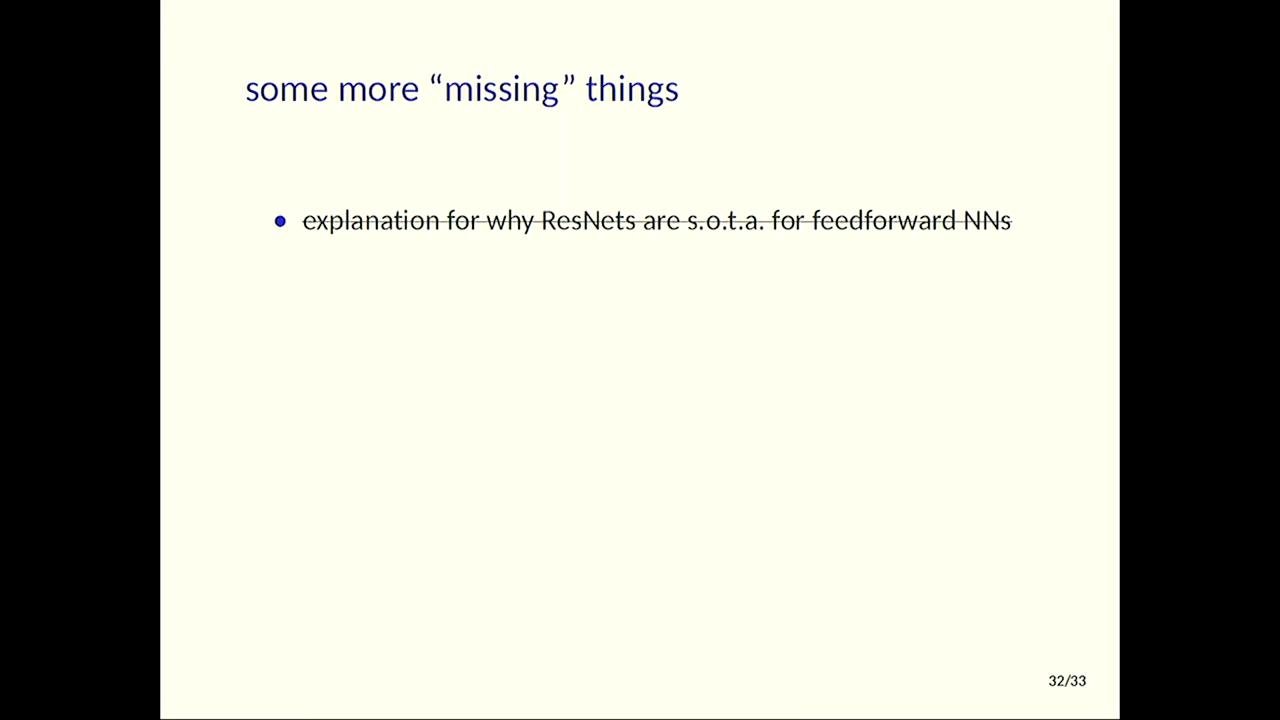 some more “missing” things
explanation for why ResNets are s.o.t.a. for feedforward NNs
32/33